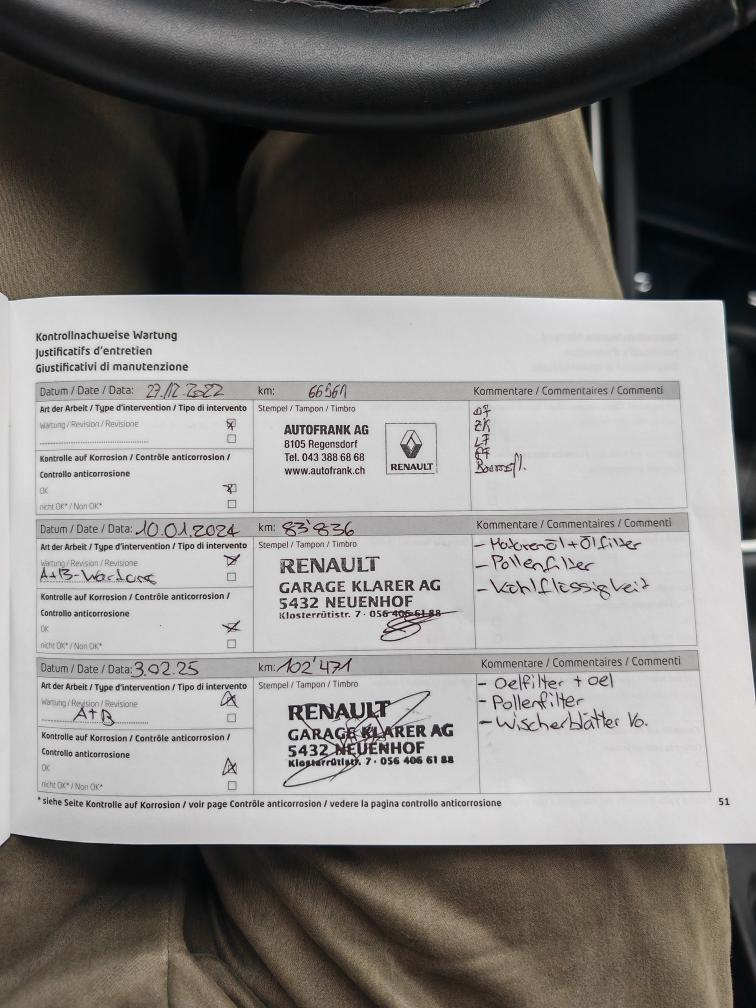 Kontrollnachweise Wartung
Justificatifs d'entretien
Giustificativi di manutenzione
Datum / Date / Data: 23.12.2022 km: 66561 Kommentare / Commentaires / Commenti
Art der Arbeit / Type d'intervention / Tipo di intervento
Wartung / Revision / Revisione
Kontrolle auf Korrosion / Contrôle anticorrosion /
Controllo anticorrosione
OK
nicht OK* / Non OK*
Stempel / Tampon / Timbro
AUTOFRANK AG
8105 Regensdorf
Tel. 043 388 68 68
www.autofrank.ch
RENAULT
ZK
LF
Datum / Date / Data: 10.01.2024 km: 83'836 Kommentare / Commentaires / Commenti
Art der Arbeit / Type d'intervention / Tipo di intervento
Wartung / Revision / Revisione
A+B-Wartung
Kontrolle auf Korrosion / Contrôle anticorrosion /
Controllo anticorrosione
OK
nicht OK* / Non OK*
Stempel / Tampon / Timbro
RENAULT
GARAGE KLARER AG
5432 NEUENHOF
Klosterrütistr. 7 · 056 406 61 88
- Motorenöl + Ölfilter
- Pollenfilter
- Kühlflüssigkeit
Datum / Date / Data: 3.02.25 km: 102'471 Kommentare / Commentaires / Commenti
Art der Arbeit / Type d'intervention / Tipo di intervento
Wartung / Revision / Revisione
A+B
Kontrolle auf Korrosion / Contrôle anticorrosion /
Controllo anticorrosione
OK
nicht OK* / Non OK*
Stempel / Tampon / Timbro
RENAULT
GARAGE KLARER AG
5432 NEUENHOF
Klosterrütistr. 7 · 056 406 61 88
- Oelfilter + oel
- Pollenfilter
- Wischerblätter Vo.
* siehe Seite Kontrolle auf Korrosion / voir page Contrôle anticorrosion / vedere la pagina controllo anticorrosione
51